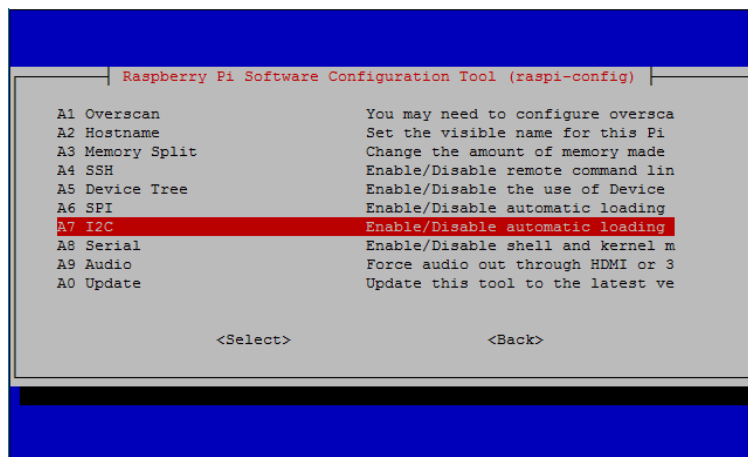 Raspberry Pi Software Configuration Tool (raspi-config)
A1 Overscan You may need to configure oversca
A2 Hostname Set the visible name for this Pi
A3 Memory Split Change the amount of memory made
A4 SSH Enable/Disable remote command lin
A5 Device Tree Enable/Disable the use of Device
A6 SPI Enable/Disable automatic loading
A7 I2C Enable/Disable automatic loading
A8 Serial Enable/Disable shell and kernel m
A9 Audio Force audio out through HDMI or 3
A0 Update Update this tool to the latest ve
<Select> <Back>